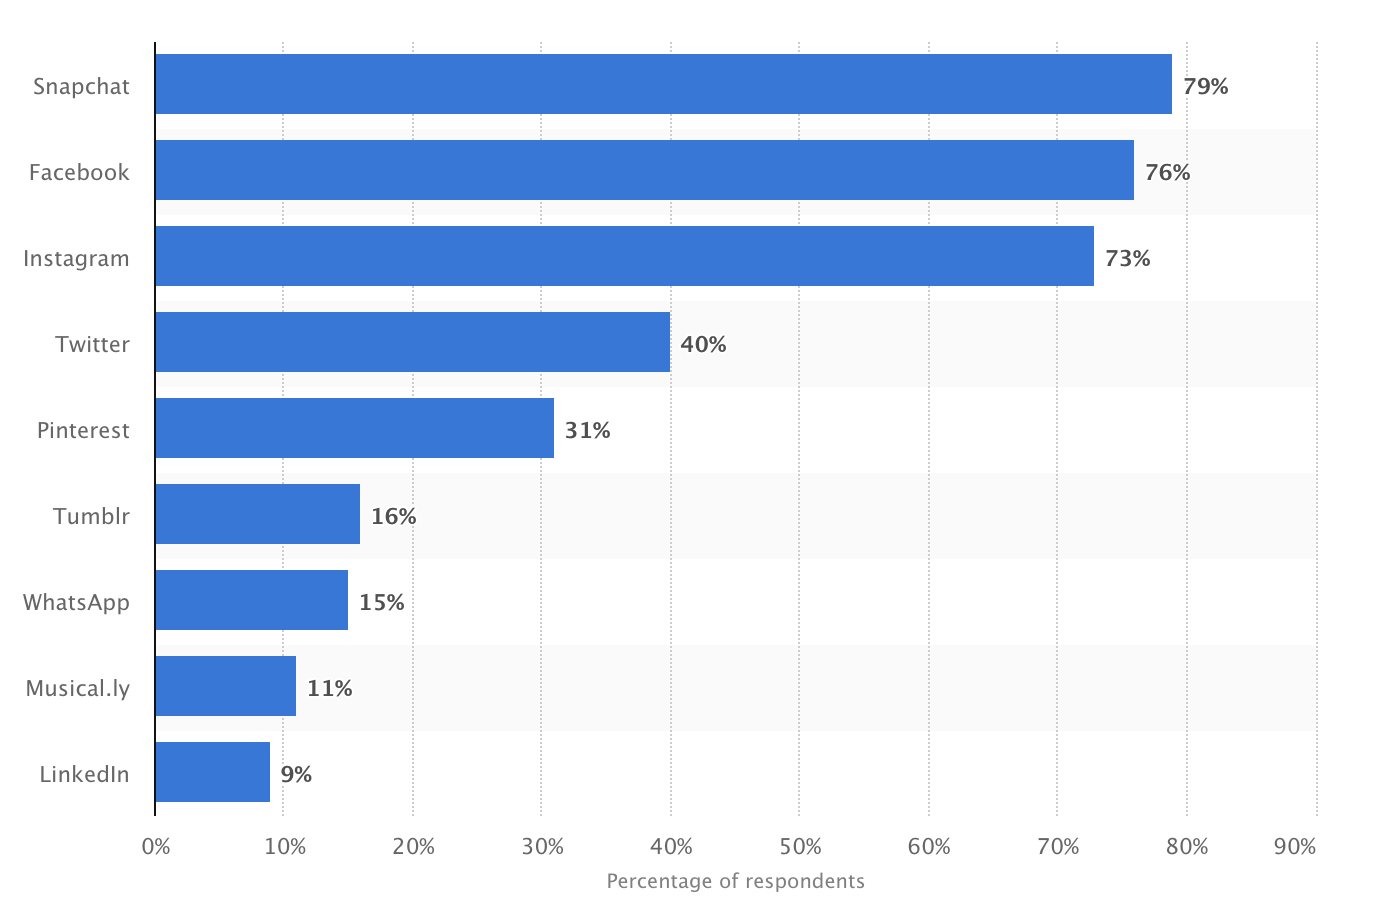 Snapchat 79%
Facebook 76%
Instagram 73%
Twitter 40%
Pinterest 31%
Tumblr 16%
WhatsApp 15%
Musical.ly 11%
LinkedIn 9%
0% 10% 20% 30% 40% 50% 60% 70% 80% 90%
Percentage of respondents